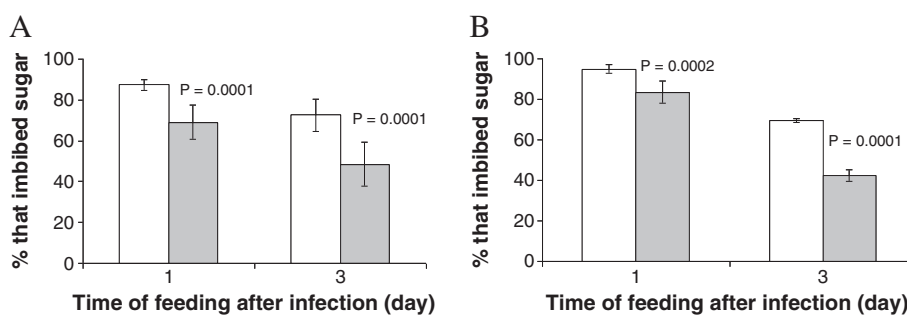 A
% that imbibed sugar
100
80
60
40
20
0
P = 0.0001
P = 0.0001
1
3
Time of feeding after infection (day)
B
% that imbibed sugar
100
80
60
40
20
0
P = 0.0002
P = 0.0001
1
3
Time of feeding after infection (day)